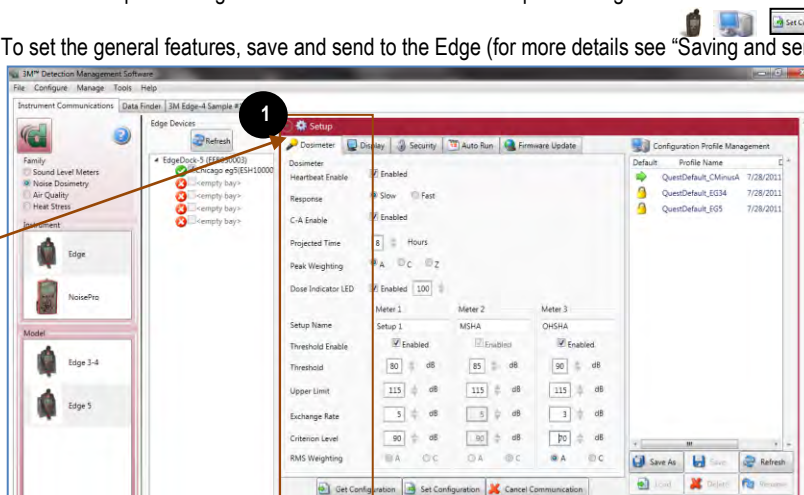 Set C
To set the general features, save and send to the Edge (for more details see “Saving and se
3M™ Detection Management Software
File Configure Manage Tools Help
Instrument Communications Data Finder 3M Edge-4 Sample #
1
Edge Devices
Refresh
EdgeDock-5 (EEB030003)
Chicago eg5(ESH10000
<empty bay>
<empty bay>
<empty bay>
<empty bay>
Family
Sound Level Meters
Noise Dosimetry
Air Quality
Heat Stress
Instrument
Edge
NoisePro
Model
Edge 3-4
Edge 5
Setup
Dosimeter Display Security Auto Run Firmware Update
Dosimeter
Heartbeat Enable Enabled
Response Slow Fast
C-A Enable Enabled
Projected Time 8 Hours
Peak Weighting A C Z
Dose Indicator LED Enabled 100
Meter 1 Meter 2 Meter 3
Setup Name Setup 1 MSHA OHSHA
Threshold Enable Enabled Enabled Enabled
Threshold 80 dB 85 dB 90 dB
Upper Limit 115 dB 115 dB 115 dB
Exchange Rate 5 dB 5 dB 3 dB
Criterion Level 90 dB 90 dB 70 dB
RMS Weighting A C A C A C
Get Configuration Set Configuration Cancel Communication
Configuration Profile Management
Default Profile Name
QuestDefault_CMinusA 7/28/2011
QuestDefault_EG34 7/28/2011
QuestDefault_EG5 7/28/2011
Save As Save Refresh
Load Delete Rename